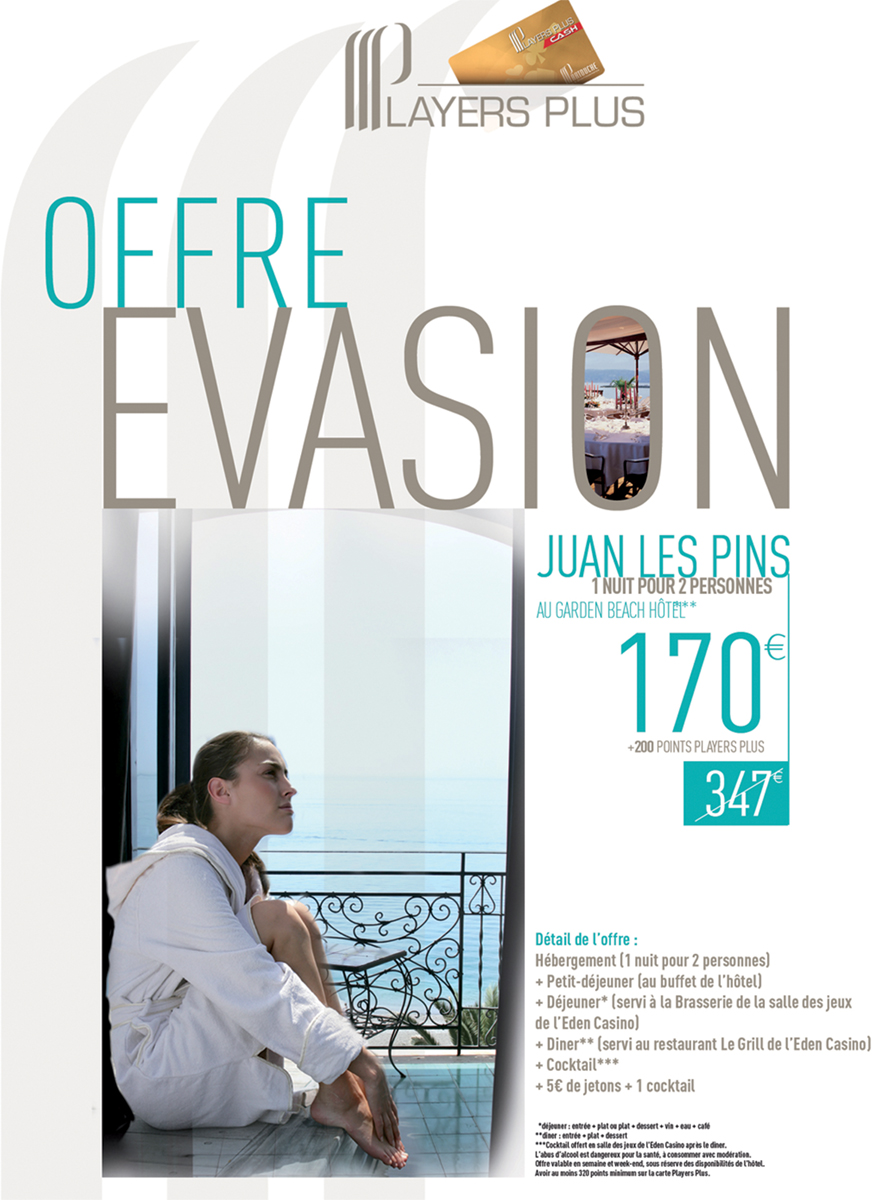 PLAYERS PLUS
CASH
PARTOUCHE
PLAYERS PLUS
OFFRE
EVASION
JUAN LES PINS
1 NUIT POUR 2 PERSONNES
AU GARDEN BEACH HÔTEL***
170€
+200 POINTS PLAYERS PLUS
347€
Détail de l'offre :
Hébergement (1 nuit pour 2 personnes)
+ Petit-déjeuner (au buffet de l'hôtel)
+ Déjeuner* (servi à la Brasserie de la salle des jeux
de l'Eden Casino)
+ Diner** (servi au restaurant Le Grill de l'Eden Casino)
+ Cocktail***
+ 5€ de jetons + 1 cocktail
*déjeuner : entrée + plat ou plat + dessert + vin + eau + café
**diner : entrée + plat + dessert
***Cocktail offert en salle des jeux de l'Eden Casino après le diner.
L'abus d'alcool est dangereux pour la santé, à consommer avec modération.
Offre valable en semaine et week-end, sous réserve des disponibilités de l'hôtel.
Avoir au moins 320 points minimum sur la carte Players Plus.